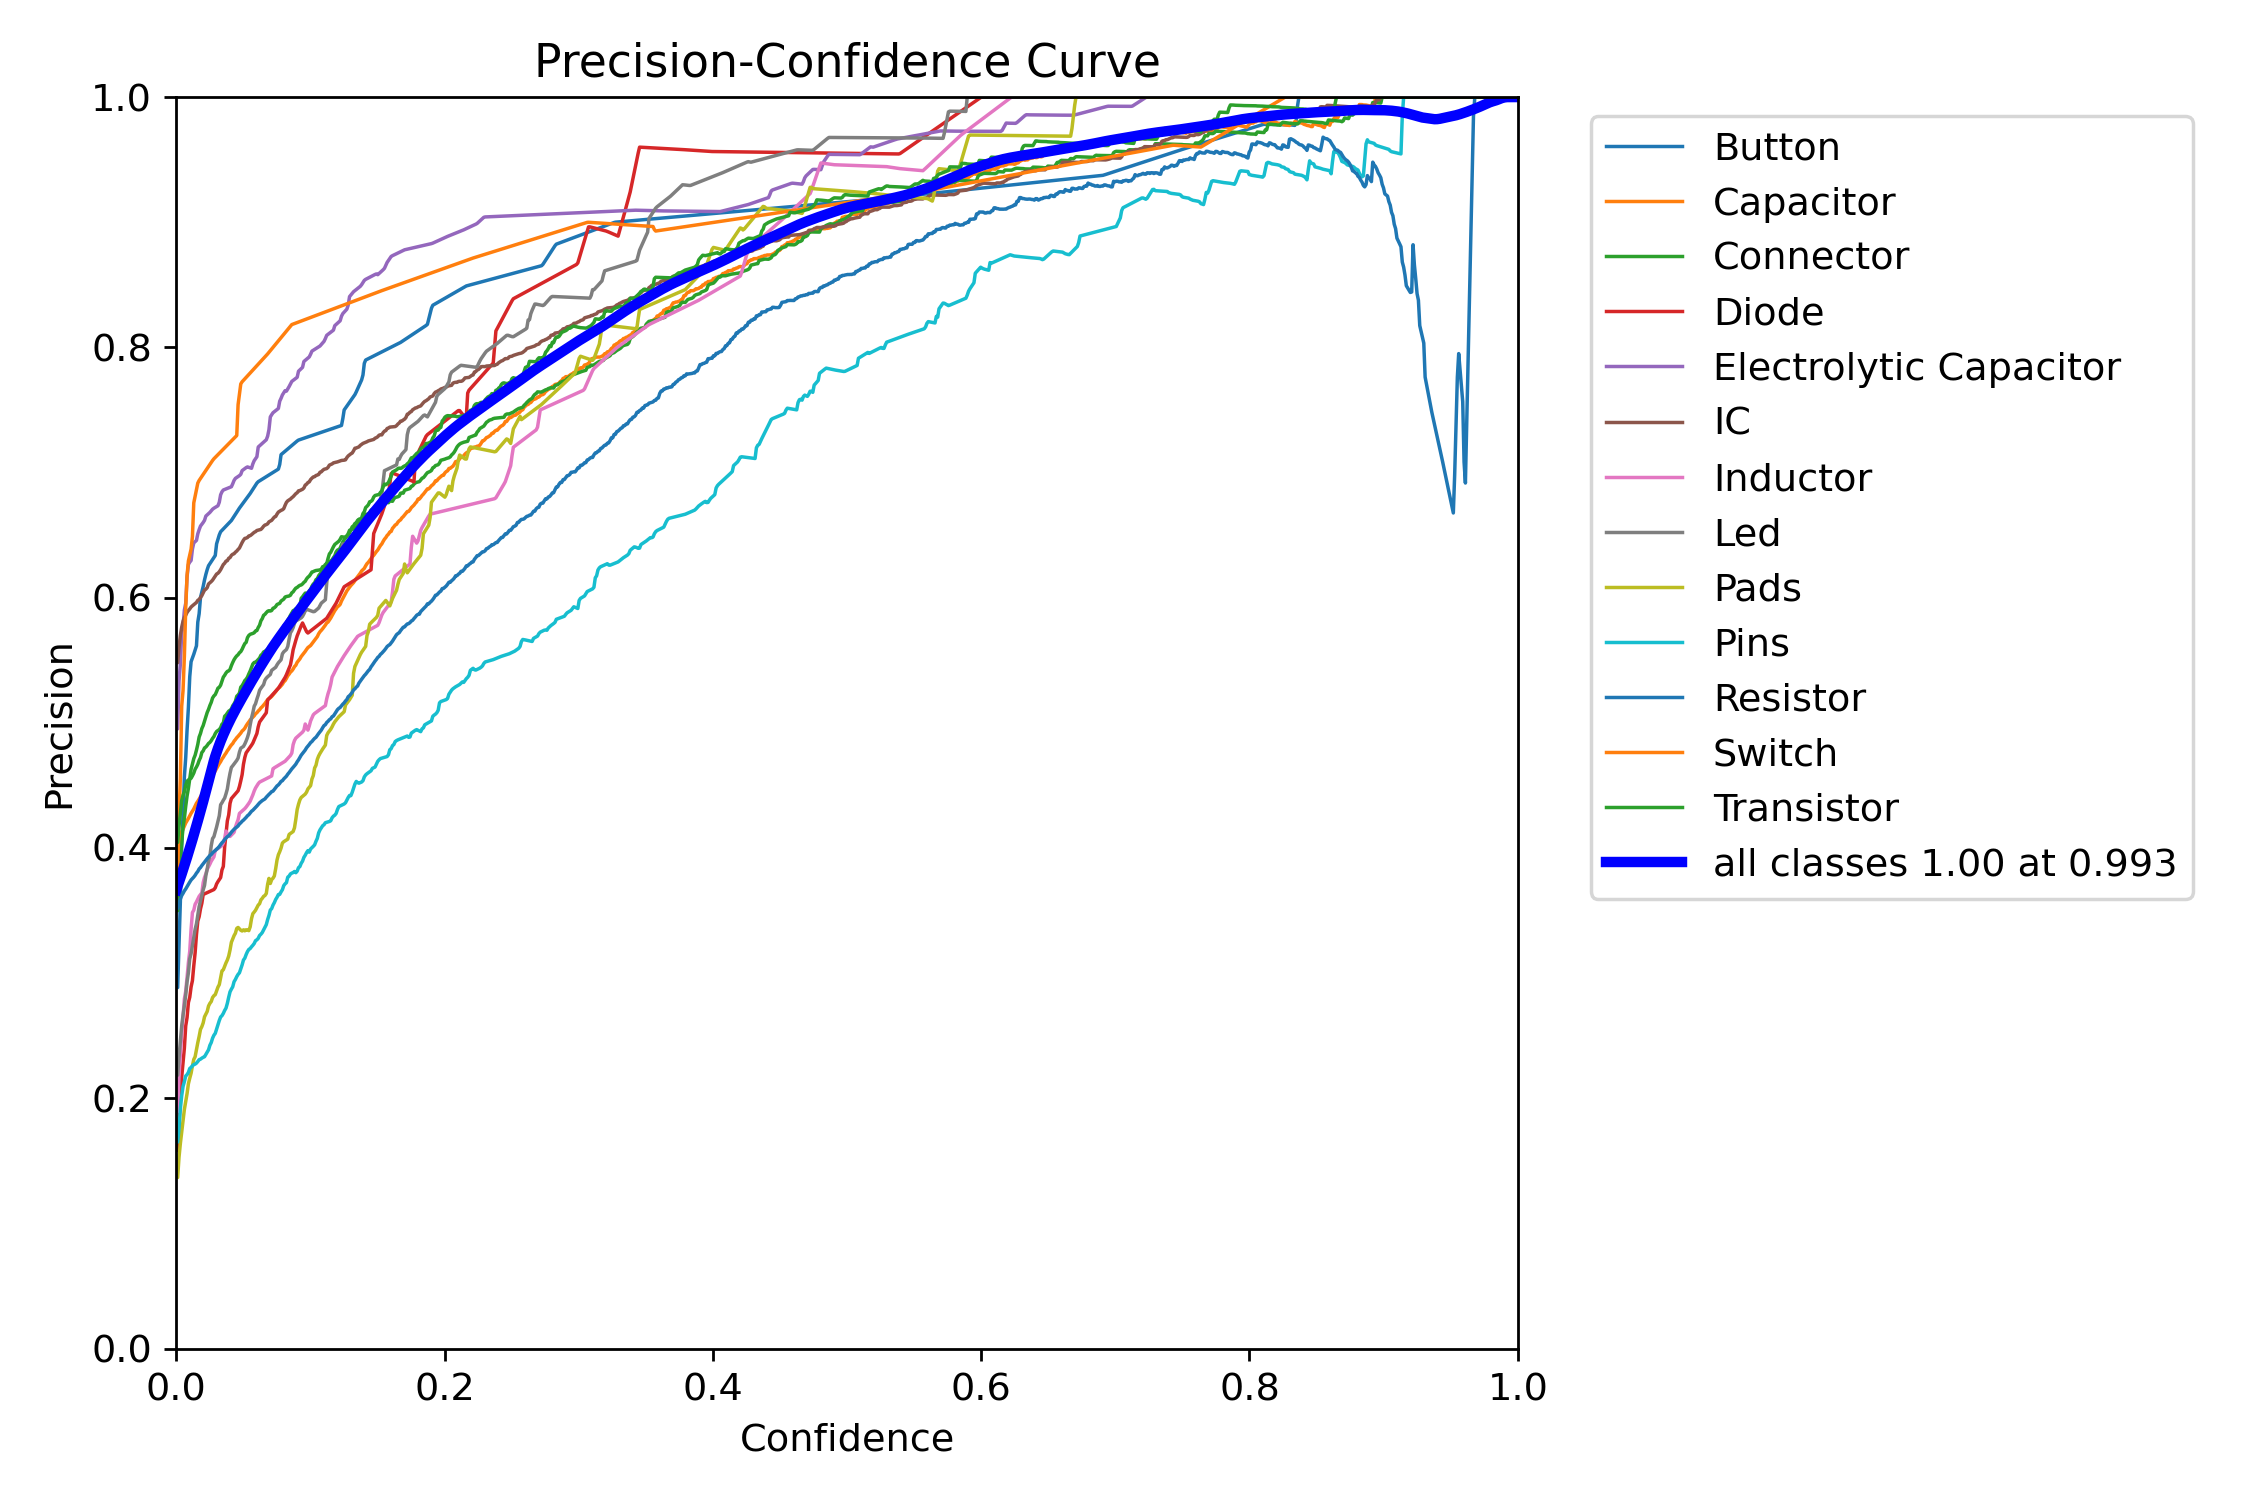 Precision-Confidence Curve
1.0
0.8
0.6
0.4
0.2
0.0
Precision
0.0 0.2 0.4 0.6 0.8 1.0
Confidence
Button
Capacitor
Connector
Diode
Electrolytic Capacitor
IC
Inductor
Led
Pads
Pins
Resistor
Switch
Transistor
all classes 1.00 at 0.993